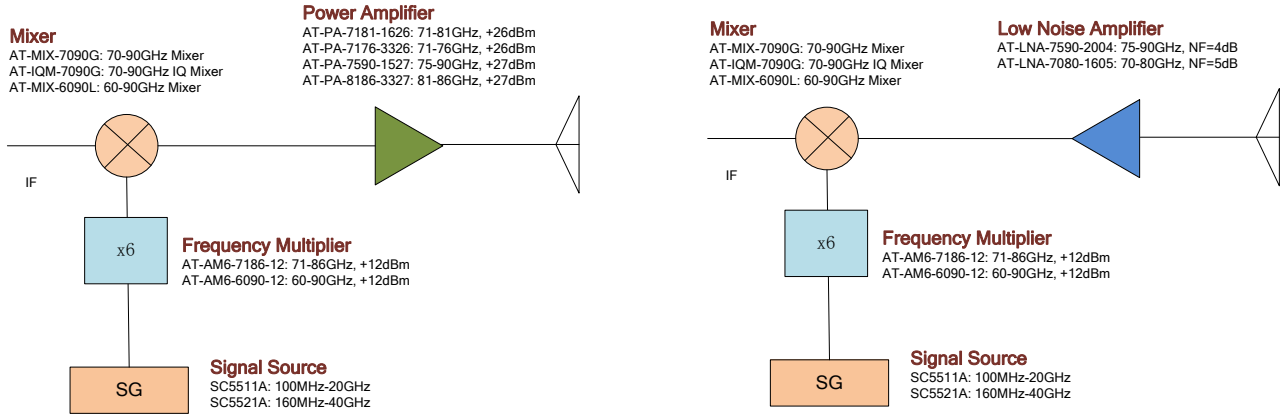 Mixer
AT-MIX-7090G: 70-90GHz Mixer
AT-IQM-7090G: 70-90GHz IQ Mixer
AT-MIX-6090L: 60-90GHz Mixer
Power Amplifier
AT-PA-7181-1626: 71-81GHz, +26dBm
AT-PA-7176-3326: 71-76GHz, +26dBm
AT-PA-7590-1527: 75-90GHz, +27dBm
AT-PA-8186-3327: 81-86GHz, +27dBm
IF
x6
Frequency Multiplier
AT-AM6-7186-12: 71-86GHz, +12dBm
AT-AM6-6090-12: 60-90GHz, +12dBm
SG
Signal Source
SC5511A: 100MHz-20GHz
SC5521A: 160MHz-40GHz
Mixer
AT-MIX-7090G: 70-90GHz Mixer
AT-IQM-7090G: 70-90GHz IQ Mixer
AT-MIX-6090L: 60-90GHz Mixer
Low Noise Amplifier
AT-LNA-7590-2004: 75-90GHz, NF=4dB
AT-LNA-7080-1605: 70-80GHz, NF=5dB
IF
x6
Frequency Multiplier
AT-AM6-7186-12: 71-86GHz, +12dBm
AT-AM6-6090-12: 60-90GHz, +12dBm
SG
Signal Source
SC5511A: 100MHz-20GHz
SC5521A: 160MHz-40GHz